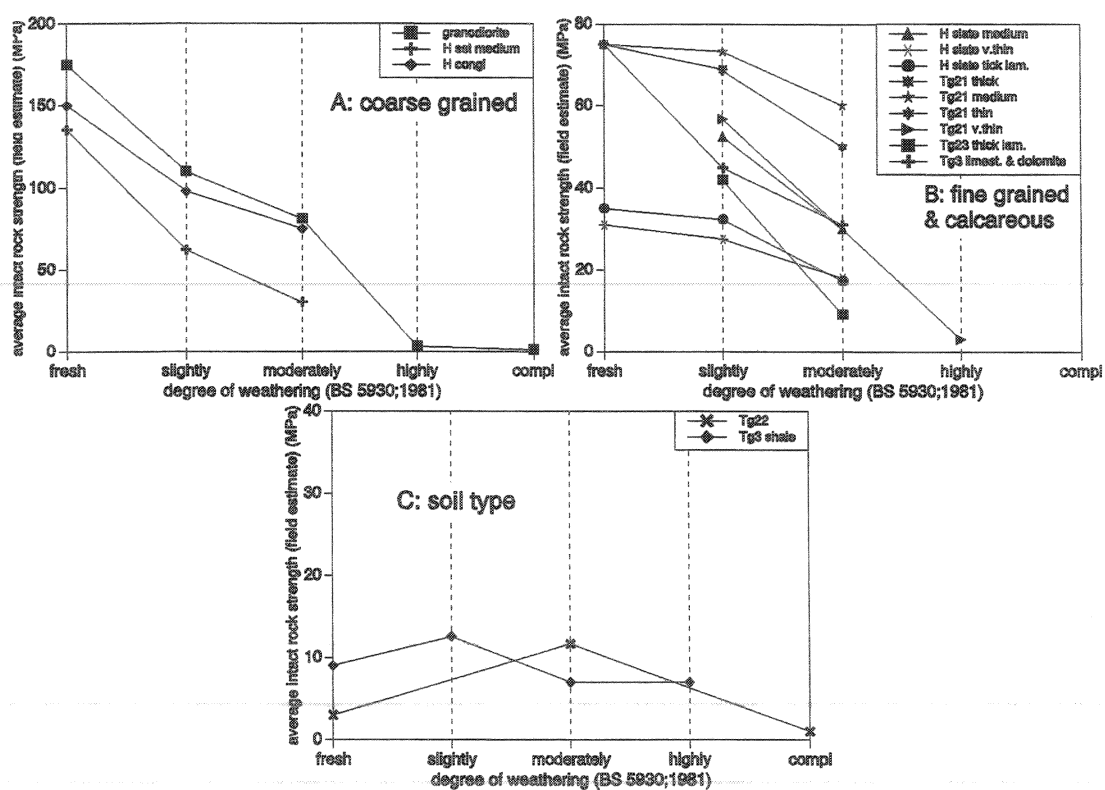 200
150
100
50
0
average intact rock strength (field estimate) (MPa)
granodiorite
H sst medium
H congl
A: coarse grained
fresh
slightly
moderately
highly
compl
degree of weathering (BS 5930;1981)
80
60
40
20
0
average intact rock strength (field estimate) (MPa)
H slate medium
H slate v.thin
H slate tick lam.
Tg21 thick
Tg21 medium
Tg21 thin
Tg21 v.thin
Tg23 thick lam.
Tg3 limest. & dolomite
B: fine grained
& calcareous
fresh
slightly
moderately
highly
compl
degree of weathering (BS 5930;1981)
40
30
20
10
0
average intact rock strength (field estimate) (MPa)
Tg22
Tg3 shale
C: soil type
fresh
slightly
moderately
highly
compl
degree of weathering (BS 5930;1981)